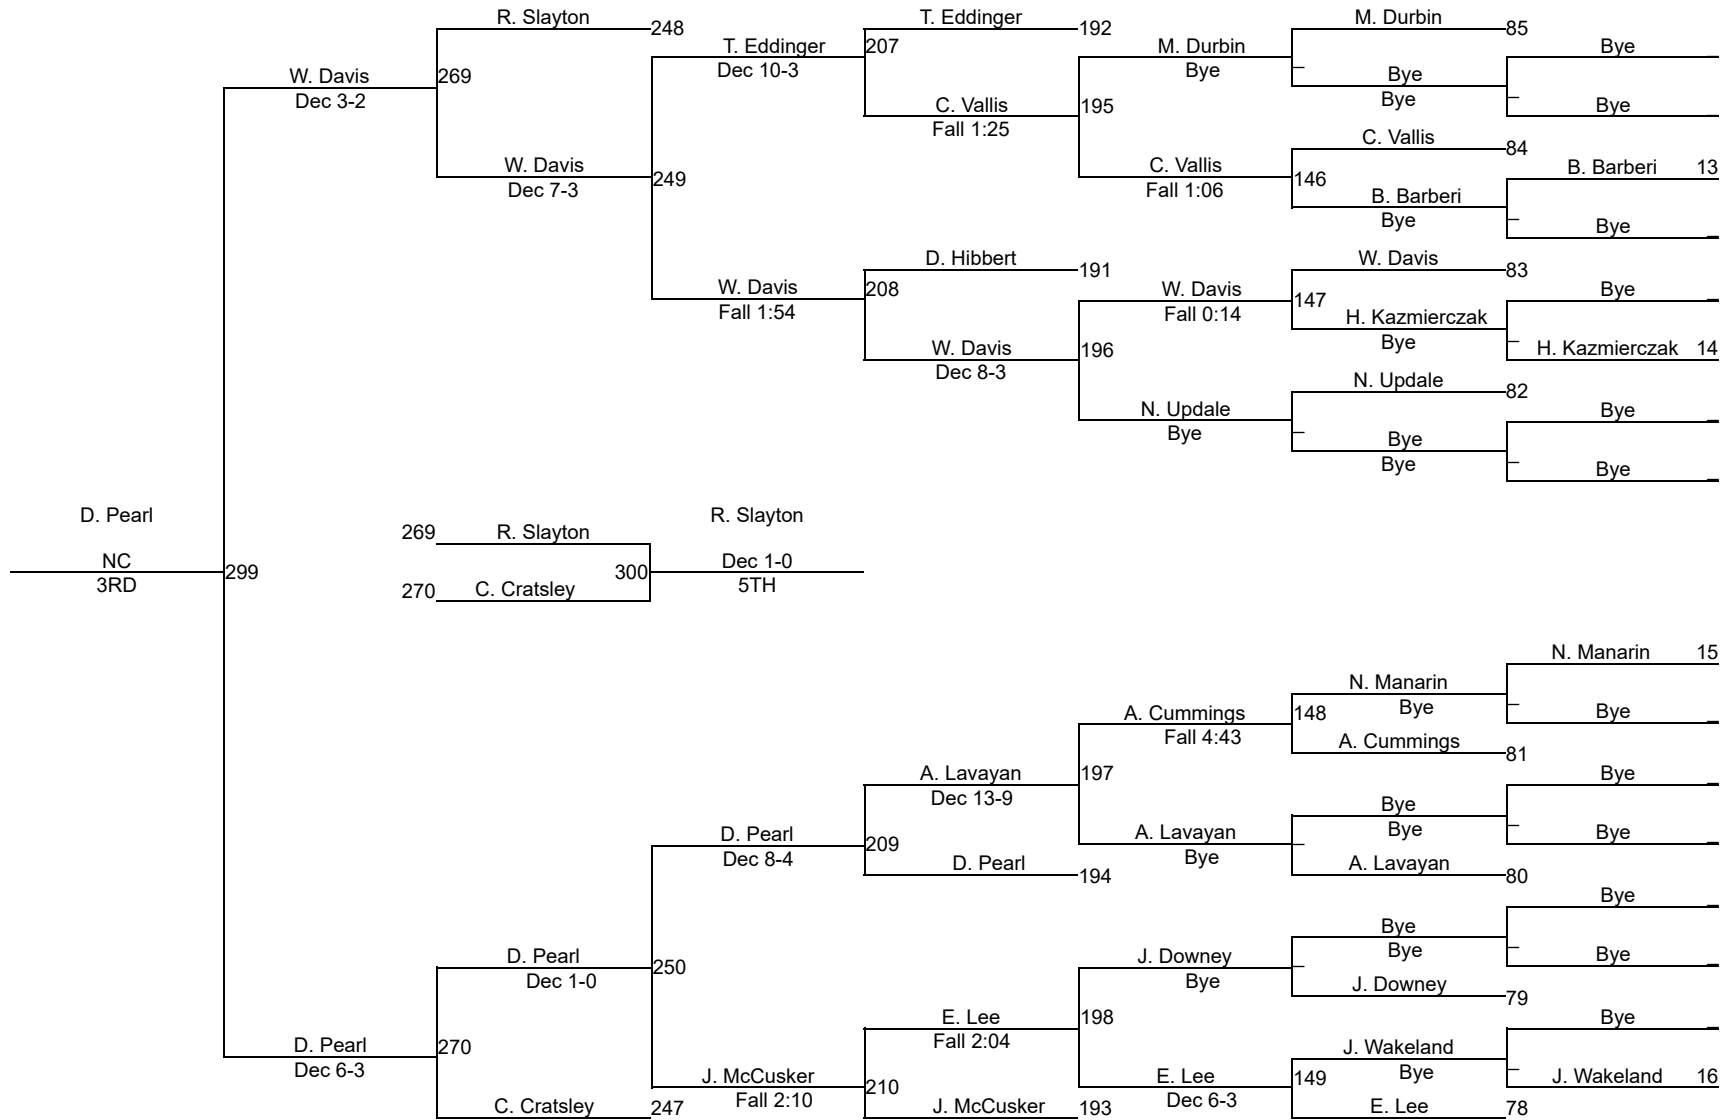 R. Slayton
248
W. Davis
Dec 3-2
269
W. Davis
Dec 7-3
T. Eddinger
Dec 10-3
249
W. Davis
Fall 1:54
T. Eddinger
192
207
C. Vallis
Fall 1:25
D. Hibbert
191
208
W. Davis
Dec 8-3
M. Durbin
Bye
195
C. Vallis
Fall 1:06
W. Davis
Fall 0:14
196
N. Updale
Bye
M. Durbin
85
Bye
Bye
C. Vallis
84
146
B. Barberi
Bye
W. Davis
83
147
H. Kazmierczak
Bye
N. Updale
82
Bye
Bye
Bye
Bye
B. Barberi 13
Bye
Bye
H. Kazmierczak 14
Bye
Bye
D. Pearl
NC
3RD
299
269 R. Slayton
270 C. Cratsley
300
R. Slayton
Dec 1-0
5TH
D. Pearl
Dec 6-3
270
D. Pearl
Dec 1-0
C. Cratsley
247
D. Pearl
Dec 8-4
250
J. McCusker
Fall 2:10
A. Lavayan
Dec 13-9
209
D. Pearl
194
E. Lee
Fall 2:04
210
J. McCusker
193
A. Cummings
Fall 4:43
197
A. Lavayan
Bye
J. Downey
Bye
198
E. Lee
Dec 6-3
N. Manarin
Bye
148
A. Cummings
81
Bye
Bye
A. Lavayan
80
Bye
Bye
J. Downey
79
J. Wakeland
Bye
149
E. Lee
78
N. Manarin 15
Bye
Bye
Bye
Bye
Bye
Bye
J. Wakeland 16